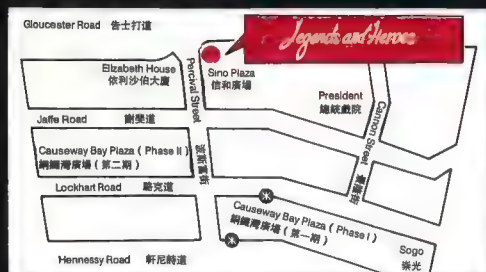 Gloucester Road 告士打道
Legends and Heroes
Elizabeth House
依利沙伯大廈
Percival Street
波斯富街
Sino Plaza
信和廣場
President
總統戲院
Cannon Street
景隆街
Jaffe Road 謝斐道
Causeway Bay Plaza ( Phase II )
銅鑼灣廣場（第二期）
Lockhart Road 駱克道
Causeway Bay Plaza ( Phase I )
銅鑼灣廣場（第一期）
Sogo
崇光
Hennessy Road 軒尼詩道